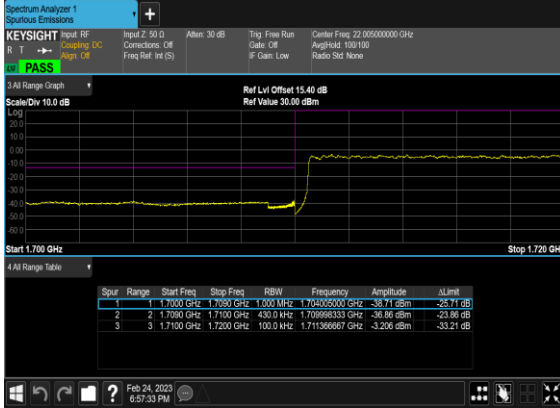 Spectrum Analyzer 1
Spurious Emissions
KEYSIGHT Input: RF Input Z: 50 Ω Atten: 30 dB Trig: Free Run Center Freq: 22.005000000 GHz
R T Coupling: DC Corrections: Off Gate: Off Avg|Hold: 100/100
Align: Off Freq Ref: Int (S) IF Gain: Low Radio Std: None
LXI PASS
3 All Range Graph
Ref Lvl Offset 15.40 dB
Scale/Div 10.0 dB Ref Value 30.00 dBm
Log
20.0
10.0
0.00
-10.0
-20.0
-30.0
-40.0
-50.0
-60.0
Start 1.700 GHz Stop 1.720 GH
4 All Range Table
Spur Range Start Freq Stop Freq RBW Frequency Amplitude ΔLimit
1 1 1.7000 GHz 1.7090 GHz 1.000 MHz 1.704005000 GHz -38.71 dBm -25.71 dB
2 2 1.7090 GHz 1.7100 GHz 430.0 kHz 1.709998333 GHz -36.86 dBm -23.86 dB
3 3 1.7100 GHz 1.7200 GHz 100.0 kHz 1.711366667 GHz -3.206 dBm -33.21 dB
? Feb 24, 2023
6:57:33 PM